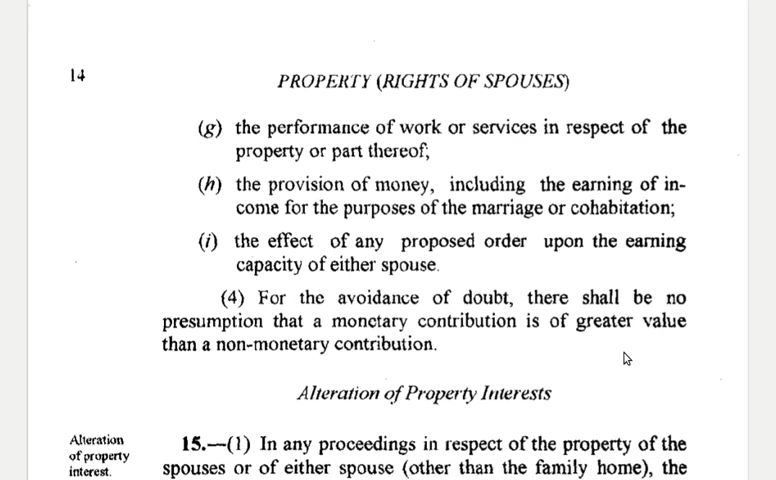 14
PROPERTY (RIGHTS OF SPOUSES)
(g) the performance of work or services in respect of the
property or part thereof;
(h) the provision of money, including the earning of in-
come for the purposes of the marriage or cohabitation;
(i) the effect of any proposed order upon the earning
capacity of either spouse.
(4) For the avoidance of doubt, there shall be no
presumption that a monetary contribution is of greater value
than a non-monetary contribution.
Alteration of Property Interests
Alteration
of property
interest.
15.—(1) In any proceedings in respect of the property of the
spouses or of either spouse (other than the family home), the